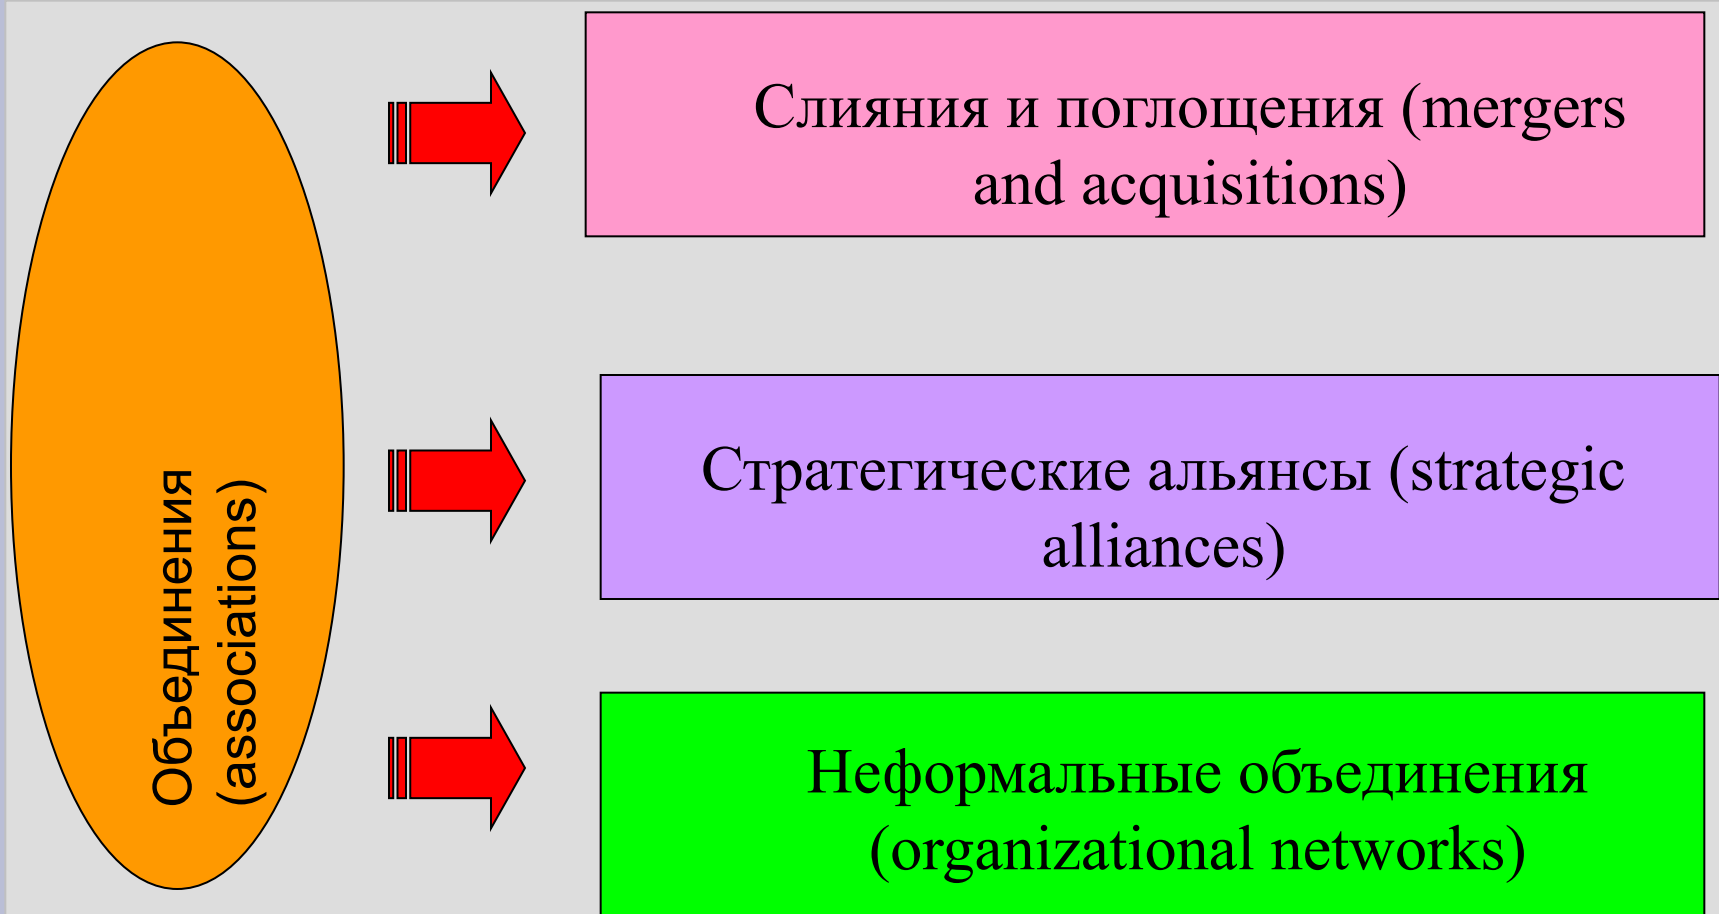 Объединения
(associations)
Слияния и поглощения (mergers
and acquisitions)
Стратегические альянсы (strategic
alliances)
Неформальные объединения
(organizational networks)